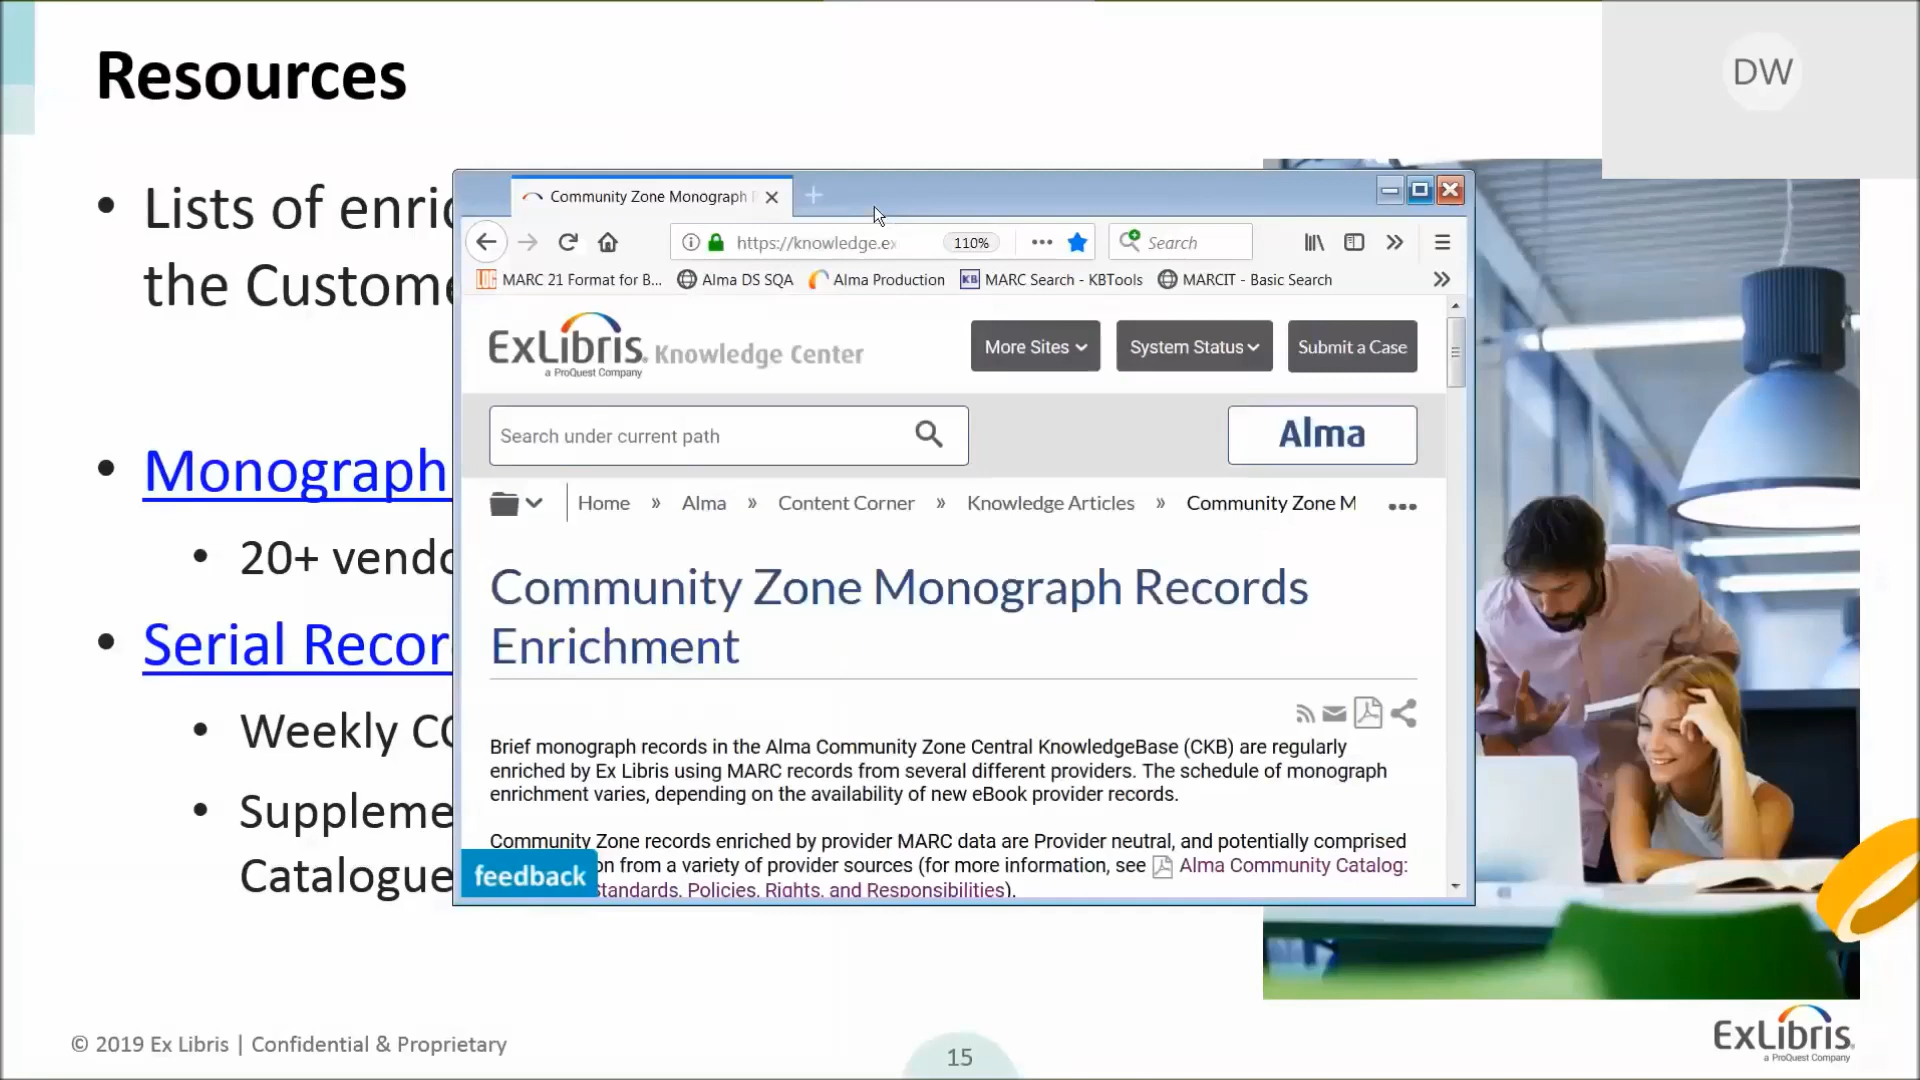 Resources
DW
Lists of enri
the Custome
Monograph
20+ vendo
Serial Recor
Weekly CO
Suppleme
Catalogue
Community Zone Monograph
https://knowledge.ex
110%
Search
MARC 21 Format for B...
Alma DS SQA
Alma Production
KB
MARC Search - KBTools
MARCIT - Basic Search
ExLibris Knowledge Center
a ProQuest Company
More Sites
System Status
Submit a Case
Search under current path
Alma
Home » Alma » Content Corner » Knowledge Articles » Community Zone M
Community Zone Monograph Records
Enrichment
Brief monograph records in the Alma Community Zone Central KnowledgeBase (CKB) are regularly
enriched by Ex Libris using MARC records from several different providers. The schedule of monograph
enrichment varies, depending on the availability of new eBook provider records.
Community Zone records enriched by provider MARC data are Provider neutral, and potentially comprised
on from a variety of provider sources (for more information, see Alma Community Catalog:
Standards, Policies, Rights, and Responsibilities).
feedback
© 2019 Ex Libris | Confidential & Proprietary
15
ExLibris
a ProQuest Company